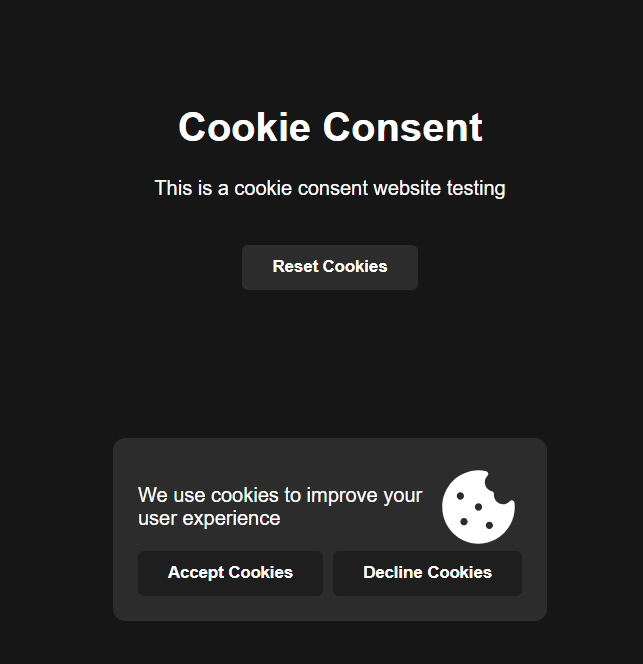 Cookie Consent
This is a cookie consent website testing
Reset Cookies
We use cookies to improve your
user experience
Accept Cookies
Decline Cookies